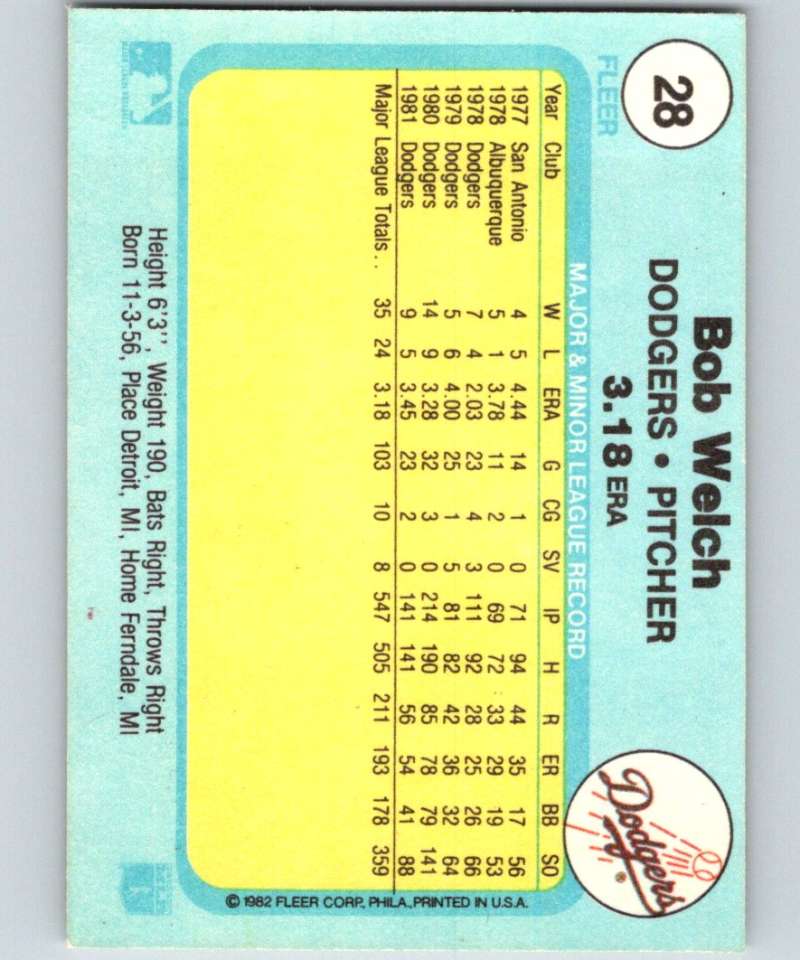 28
FLEER
Bob Welch
DODGERS • PITCHER
3.18 ERA
Dodgers ®
MAJOR & MINOR LEAGUE RECORD
Year Club W L ERA G CG SV IP H R ER BB SO
1977 San Antonio 4 5 4.44 14 1 0 71 94 44 35 17 56
1978 Albuquerque 5 1 3.78 11 2 0 69 72 33 29 19 53
1978 Dodgers 7 4 2.03 23 4 3 111 92 28 25 26 66
1979 Dodgers 5 6 4.00 25 1 5 81 82 42 36 32 64
1980 Dodgers 14 9 3.28 32 3 0 214 190 85 78 79 141
1981 Dodgers 9 5 3.45 23 2 0 141 141 56 54 41 88
Major League Totals . . 35 24 3.18 103 10 8 547 505 211 193 178 359
© 1982 FLEER CORP., PHILA., PRINTED IN U.S.A.
Height 6'3'', Weight 190, Bats Right, Throws Right
Born 11-3-56, Place Detroit, MI, Home Ferndale, MI